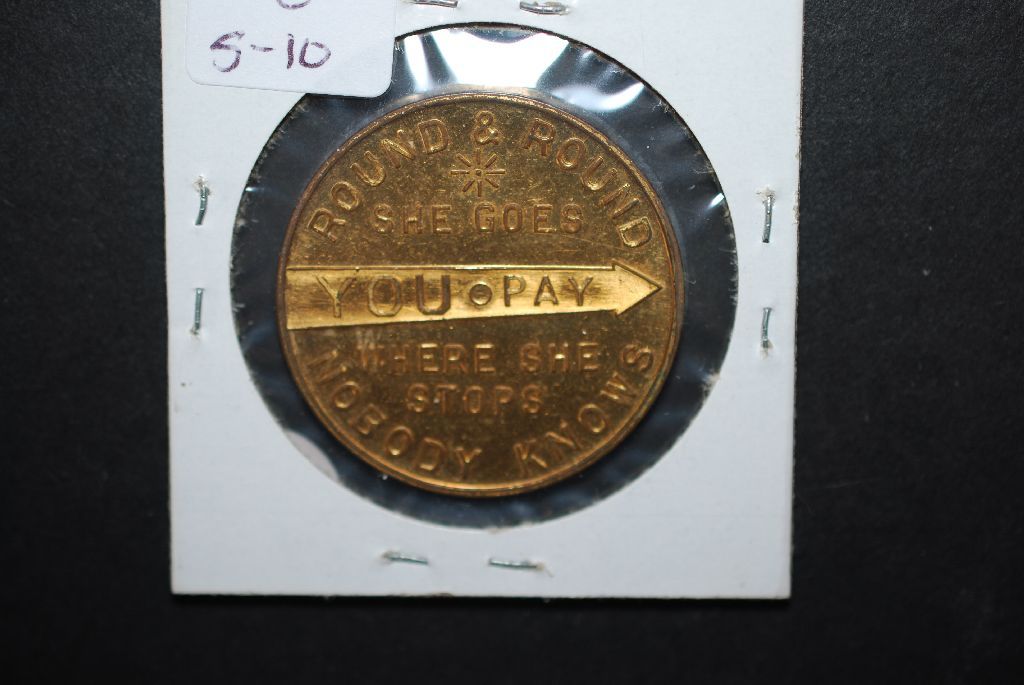 S-10
ROUND & ROUND
SHE GOES
YOU PAY
WHERE SHE
STOPS
NOBODY KNOWS